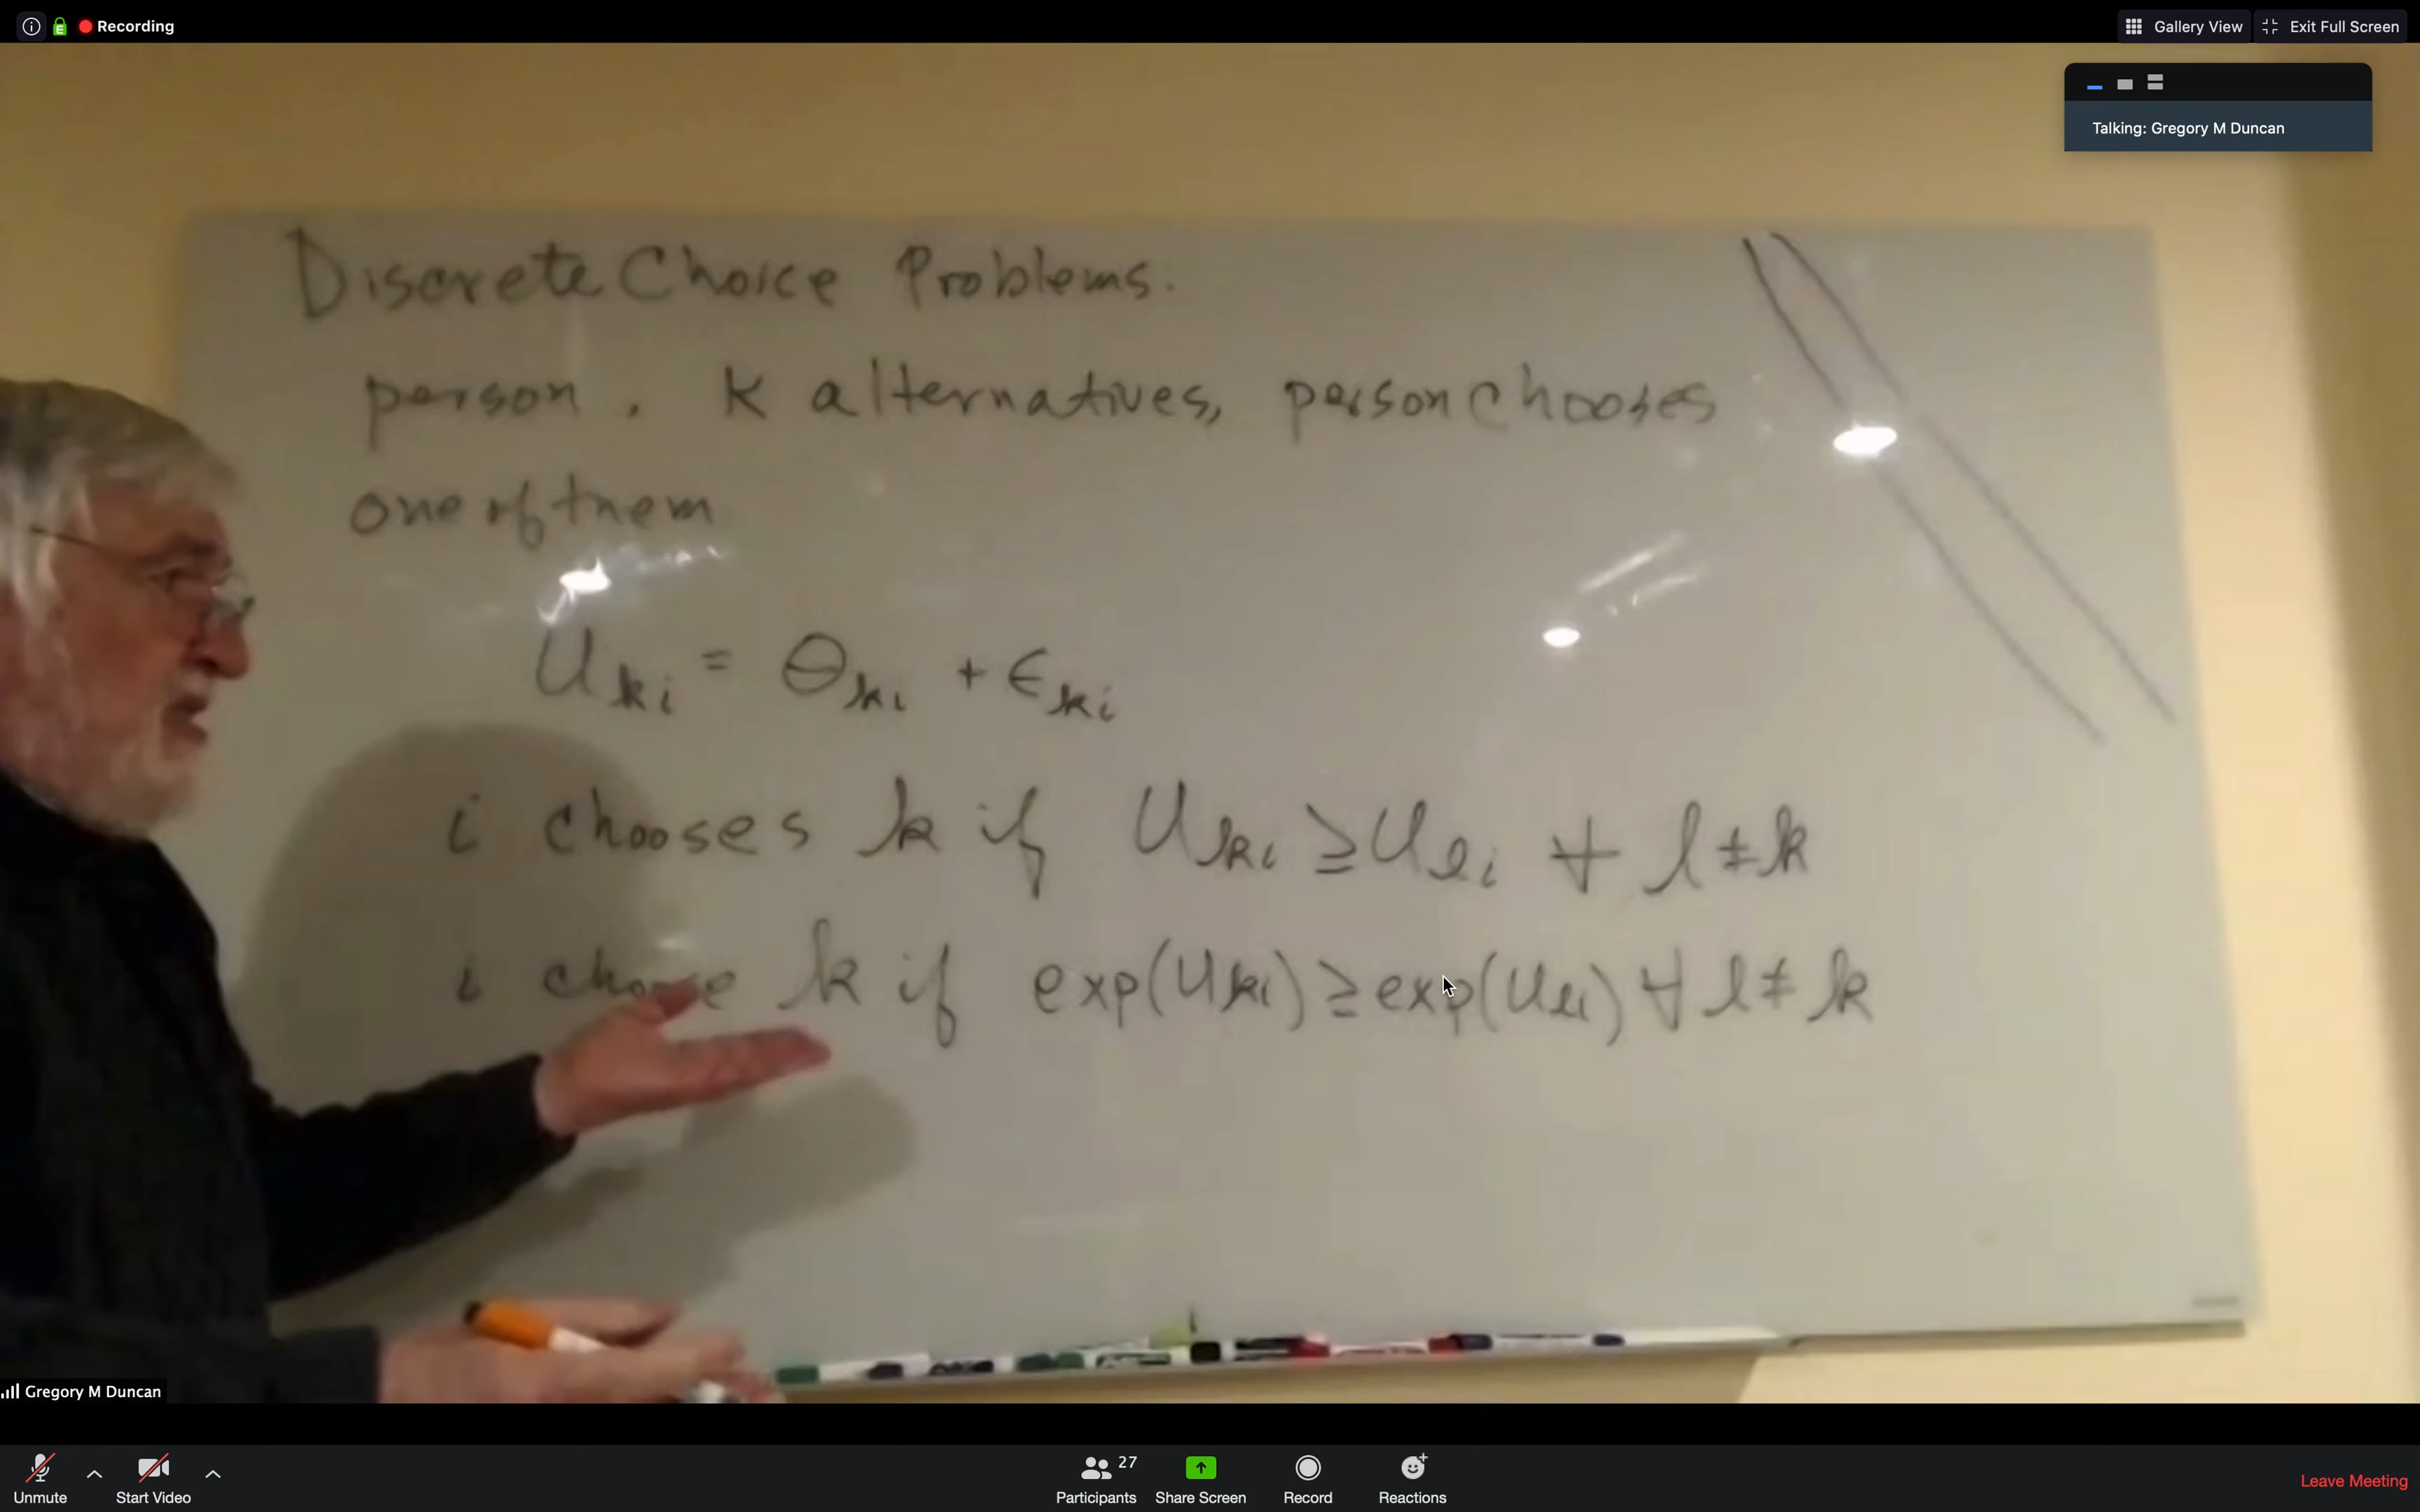 Recording
Gallery View Exit Full Screen
Talking: Gregory M Duncan
Discrete Choice Problems:
person. K alternatives, person chooses
one of them
U_ki = θ_ki + ϵ_ki
i chooses k if U_ki ≥ U_li ∀ l ≠ k
i choose k if exp(U_ki) ≥ exp(U_li) ∀ l ≠ k
Gregory M Duncan
Unmute Start Video 27 Participants Share Screen Record Reactions Leave Meeting